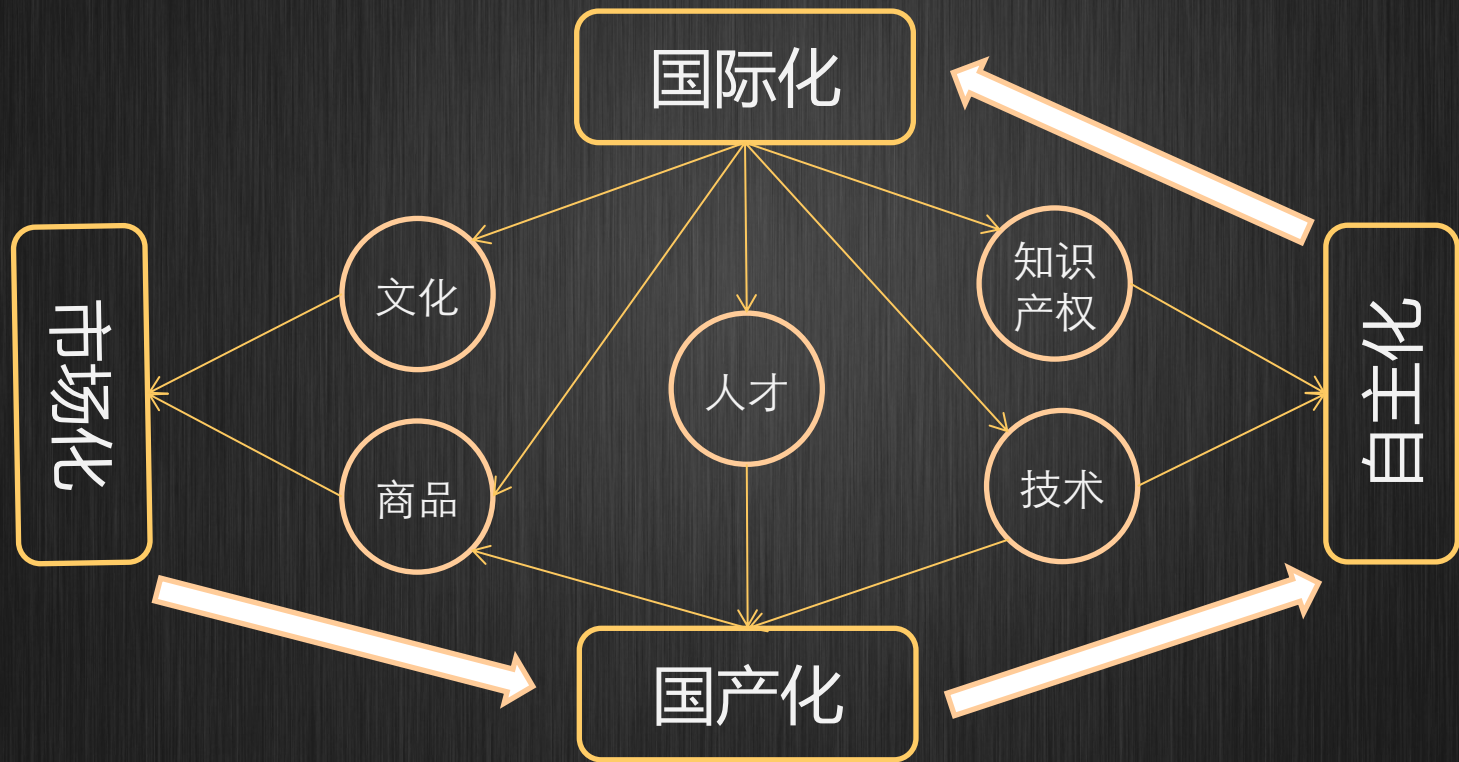 国际化
文化
知识
产权
市场化
人才
自主化
商品
技术
国产化